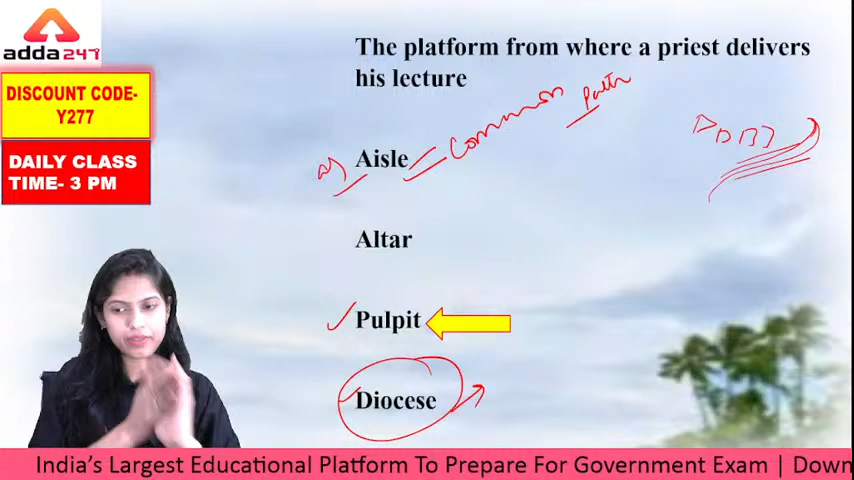 adda247
DISCOUNT CODE-
Y277
DAILY CLASS
TIME- 3 PM
The platform from where a priest delivers
his lecture
a) Aisle = Common Path
Altar
Pulpit
Diocese
India's Largest Educational Platform To Prepare For Government Exam | Down